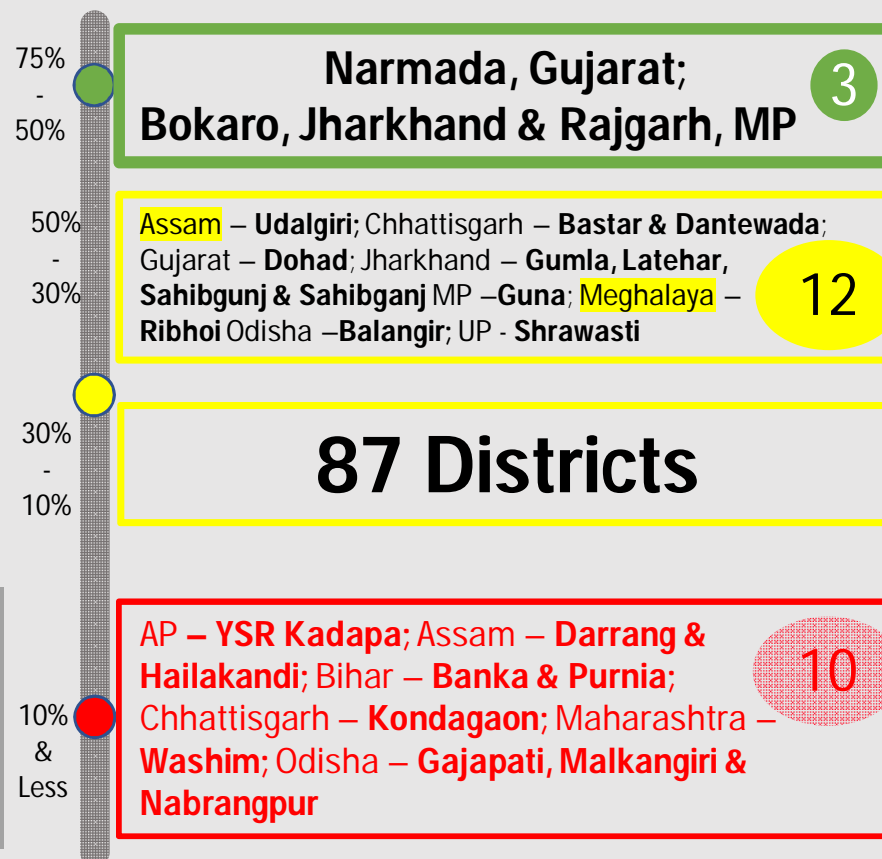 75%
-
50%
Narmada, Gujarat;
Bokaro, Jharkhand & Rajgarh, MP
3
50%
-
30%
Assam – Udalgiri; Chhattisgarh – Bastar & Dantewada;
Gujarat – Dohad; Jharkhand – Gumla, Latehar,
Sahibgunj & Sahibganj MP –Guna; Meghalaya –
Ribhoi Odisha –Balangir; UP - Shrawasti
12
30%
-
10%
87 Districts
10%
&
Less
AP – YSR Kadapa; Assam – Darrang &
Hailakandi; Bihar – Banka & Purnia;
Chhattisgarh – Kondagaon; Maharashtra –
Washim; Odisha – Gajapati, Malkangiri &
Nabrangpur
10